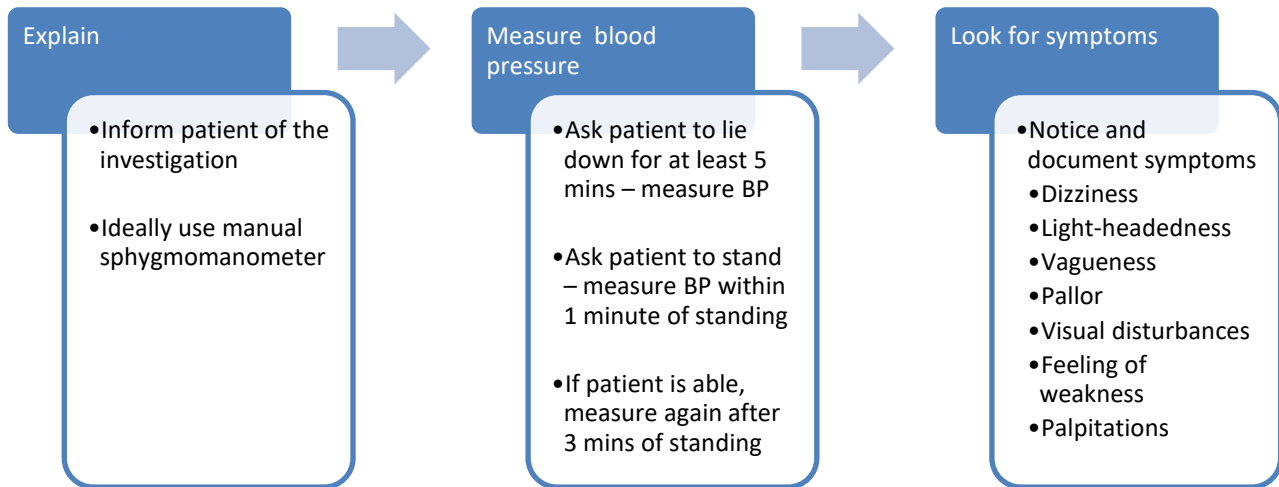 Explain
•Inform patient of the
investigation
•Ideally use manual
sphygmomanometer
Measure  blood
pressure
•Ask patient to lie
down for at least 5
mins – measure BP
•Ask patient to stand
– measure BP within
1 minute of standing
•If patient is able,
measure again after
3 mins of standing
Look for symptoms
•Notice and
document symptoms
•Dizziness
•Light-headedness
•Vagueness
•Pallor
•Visual disturbances
•Feeling of
weakness
•Palpitations